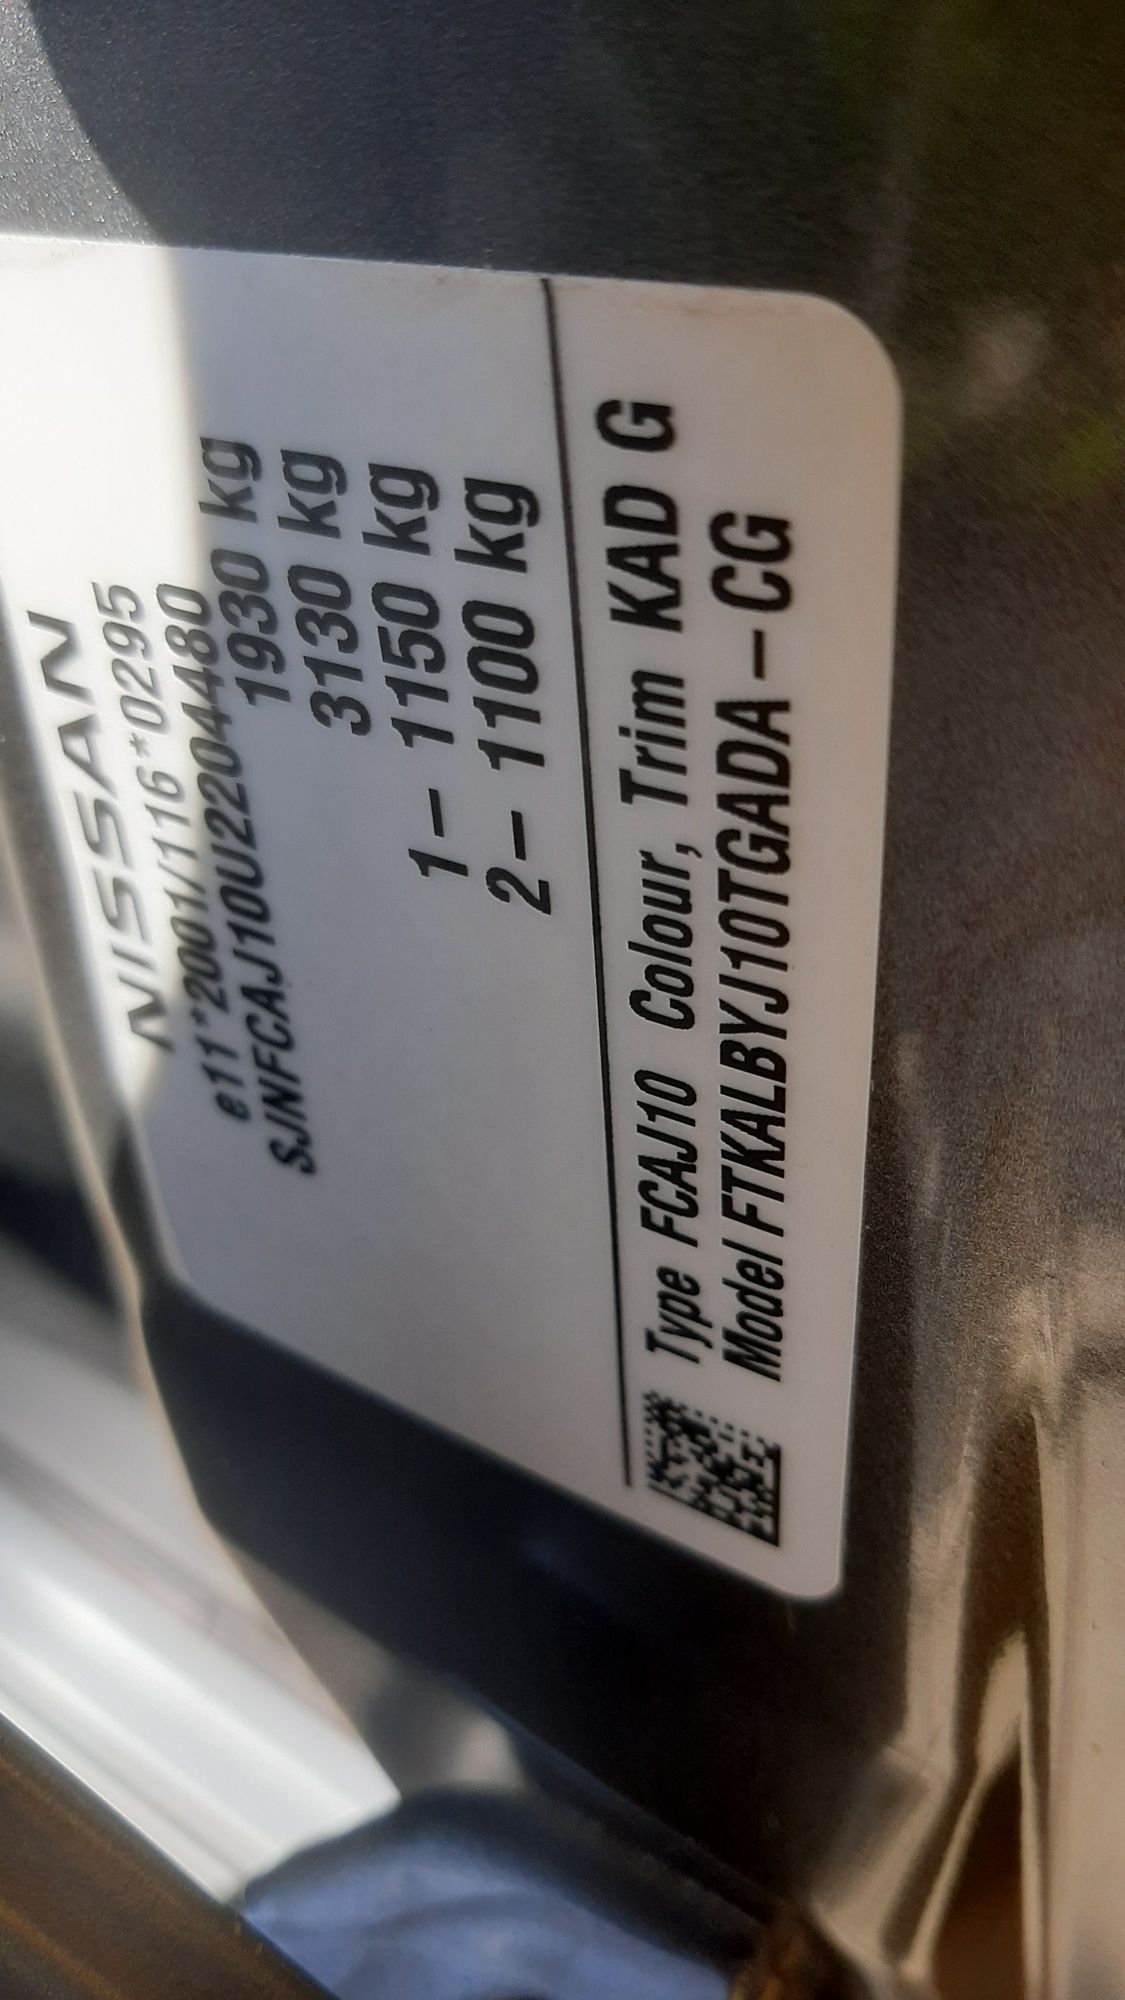 NISSAN
e11*2001/116*0295
SJNFCAJ10U2204480
1930 kg
3130 kg
1– 1150 kg
2– 1100 kg
Type FCAJ10 Colour, Trim KAD G
Model FTKALBYJ10TGADA–CG